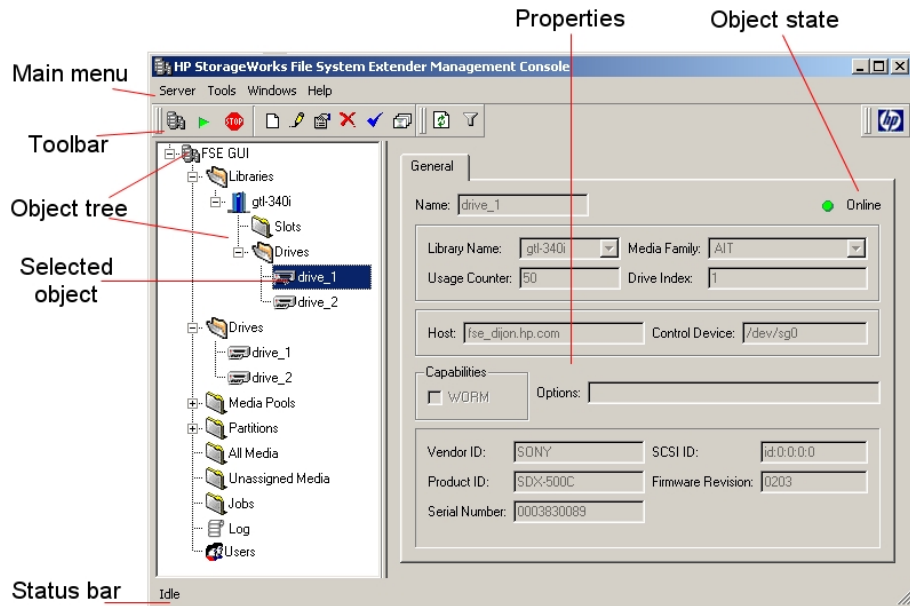 Properties
Object state
Main menu
Toolbar
Object tree
Selected object
Status bar
HP StorageWorks File System Extender Management Console
Server Tools Windows Help
STOP
hp
FSE GUI
Libraries
gtl-340i
Slots
Drives
drive_1
drive_2
Drives
drive_1
drive_2
Media Pools
Partitions
All Media
Unassigned Media
Jobs
Log
Users
General
Name: drive_1
Online
Library Name: gtl-340i Media Family: AIT
Usage Counter: 50 Drive Index: 1
Host: fse_dijon.hp.com Control Device: /dev/sg0
Capabilities
WORM Options:
Vendor ID: SONY SCSI ID: id:0:0:0:0
Product ID: SDX-500C Firmware Revision: 0203
Serial Number: 0003830089
Idle